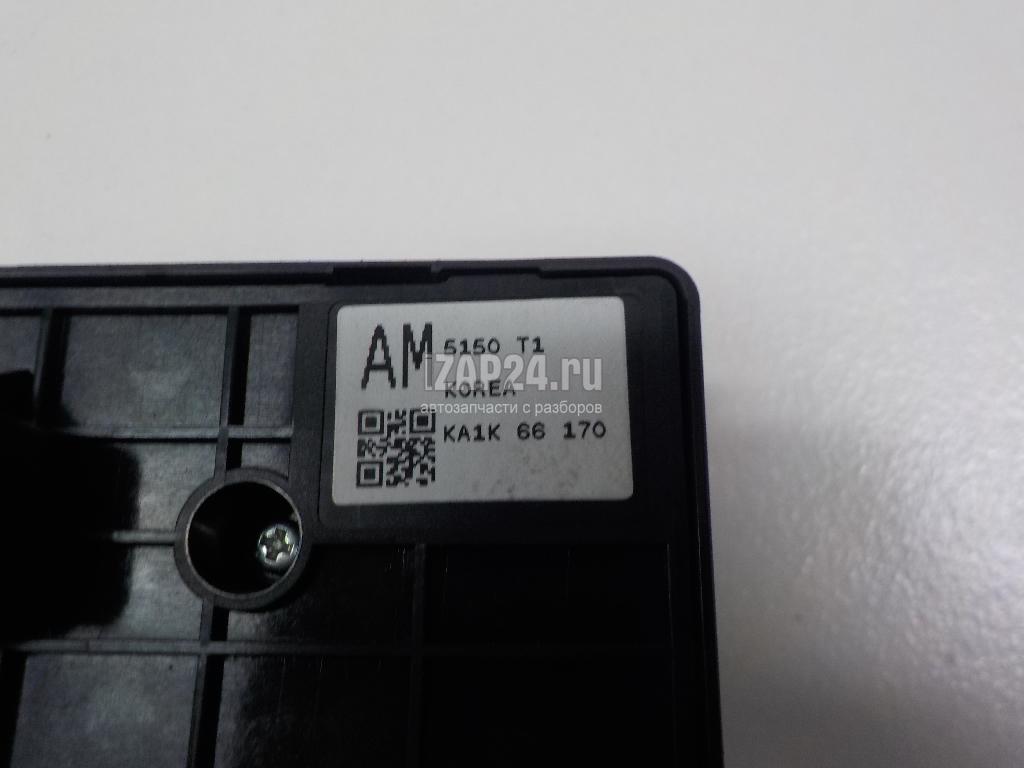 AM 5150 T1
iZAP24.ru
KOREA
автозапчасти с разборов
KA1K 66 170